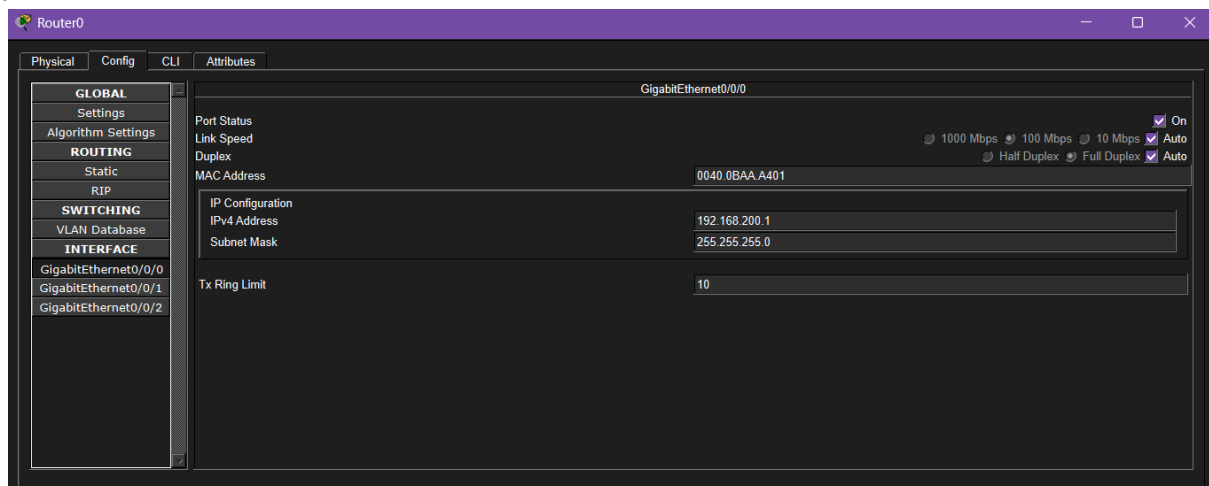 Router0
Physical Config CLI Attributes
GLOBAL
Settings
Algorithm Settings
ROUTING
Static
RIP
SWITCHING
VLAN Database
INTERFACE
GigabitEthernet0/0/0
GigabitEthernet0/0/1
GigabitEthernet0/0/2
GigabitEthernet0/0/0
Port Status On
Link Speed 1000 Mbps 100 Mbps 10 Mbps Auto
Duplex Half Duplex Full Duplex Auto
MAC Address 0040.0BAA.A401
IP Configuration
IPv4 Address 192.168.200.1
Subnet Mask 255.255.255.0
Tx Ring Limit 10